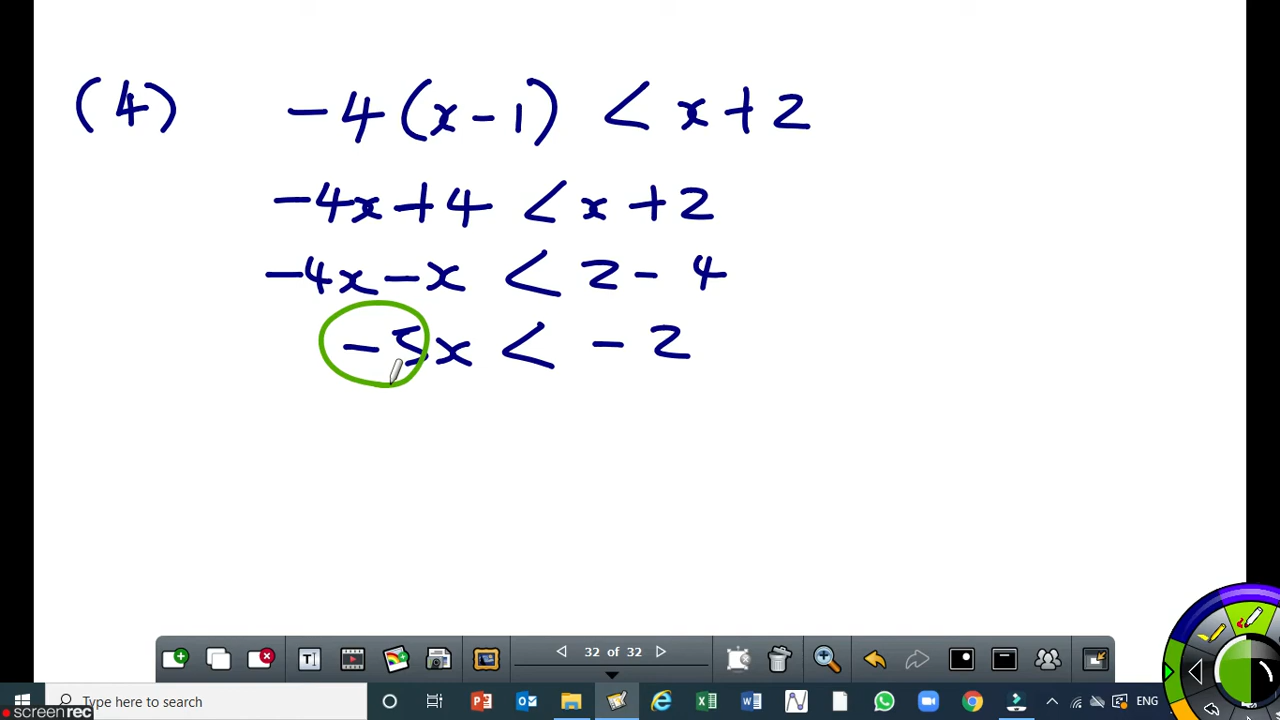 (4) -4(x-1) < x+2
-4x+4 < x+2
-4x-x < 2-4
-5x < -2
32 of 32
Type here to search
ENG
screenrec